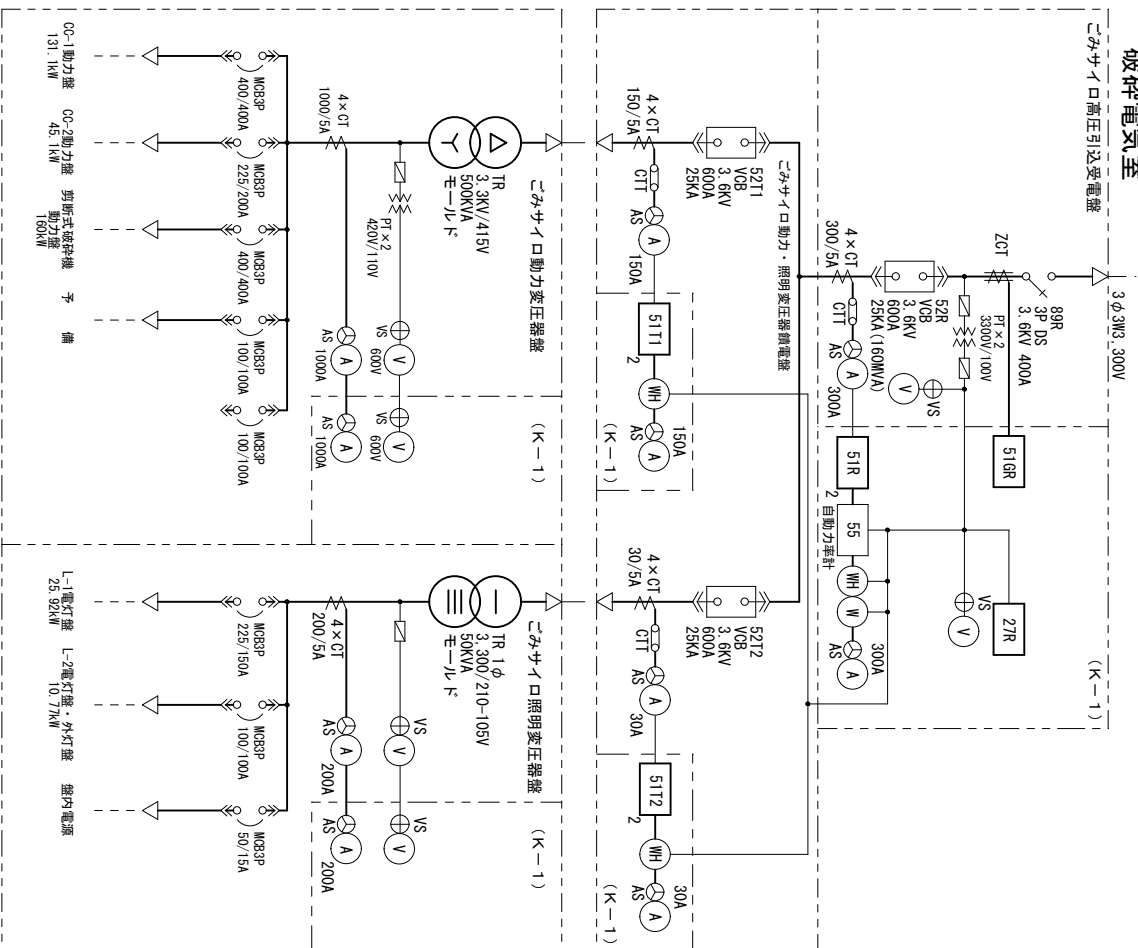 破砕電気室
ごみサイロ高圧引込受電盤
3φ3W3,300V
89R
3P DS
3.6KV 400A
ZCT
51GR
PT×2
3300V/100V
VS
V
27R
VS
V
(K－1)
52R
VCB
3.6KV
600A
25KA(160MVA)
4×CT
300/5A
CTT
AS
A
300A
51R
2
55
自動力率計
WH
W
AS
A
300A
ごみサイロ動力・照明変圧器饋電盤
52T1
VCB
3.6KV
600A
25KA
4×CT
150/5A
CTT
AS
A
150A
51T1
2
WH
AS
A
150A
(K－1)
52T2
VCB
3.6KV
600A
25KA
4×CT
30/5A
CTT
AS
A
30A
51T2
2
WH
AS
A
30A
(K－1)
ごみサイロ動力変圧器盤
TR
3.3KV/415V
500KVA
モールド
PT×2
420V/110V
VS
V
600V
VS
V
600V
4×CT
1000/5A
AS
A
1000A
AS
A
1000A
(K－1)
MCB3P
400/400A
MCB3P
225/200A
MCB3P
400/400A
MCB3P
100/100A
MCB3P
100/100A
CC-1動力盤
131.1kW
CC-2動力盤
45.1kW
剪断式破砕機
動力盤
160kW
予 備
ごみサイロ照明変圧器盤
TR 1φ
3,300/210-105V
50KVA
モールド
VS
V
VS
V
4×CT
200/5A
AS
A
200A
AS
A
200A
(K－1)
MCB3P
225/150A
MCB3P
100/100A
MCB3P
50/15A
L-1電灯盤
25.92kW
L-2電灯盤・外灯盤
10.77kW
盤内電源